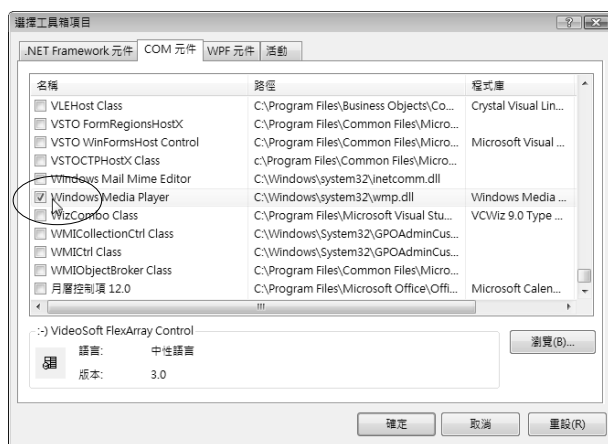 選擇工具箱項目
.NET Framework 元件 COM 元件 WPF 元件 活動
名稱 路徑 程式庫
VLEHost Class C:\Program Files\Business Objects\Co... Crystal Visual Lin...
VSTO FormRegionsHostX C:\Program Files\Common Files\Micro...
VSTO WinFormsHost Control C:\Program Files\Common Files\Micro... Microsoft Visual ...
VSTOCTPHostX Class c:\Program Files\Common Files\Micro...
Windows Mail Mime Editor C:\Windows\system32\inetcomm.dll
Windows Media Player C:\Windows\system32\wmp.dll Windows Media ...
WizCombo Class C:\Program Files\Microsoft Visual Stu... VCWiz 9.0 Type ...
WMICollectionCtrl Class C:\Windows\System32\GPOAdminCus...
WMICtrl Class C:\Windows\System32\GPOAdminCus...
WMIObjectBroker Class C:\Program Files\Common Files\Micro...
月曆控制項 12.0 C:\Program Files\Microsoft Office\Offi... Microsoft Calen...
:-) VideoSoft FlexArray Control
瀏覽(B)...
語言: 中性語言
版本: 3.0
確定 取消 重設(R)